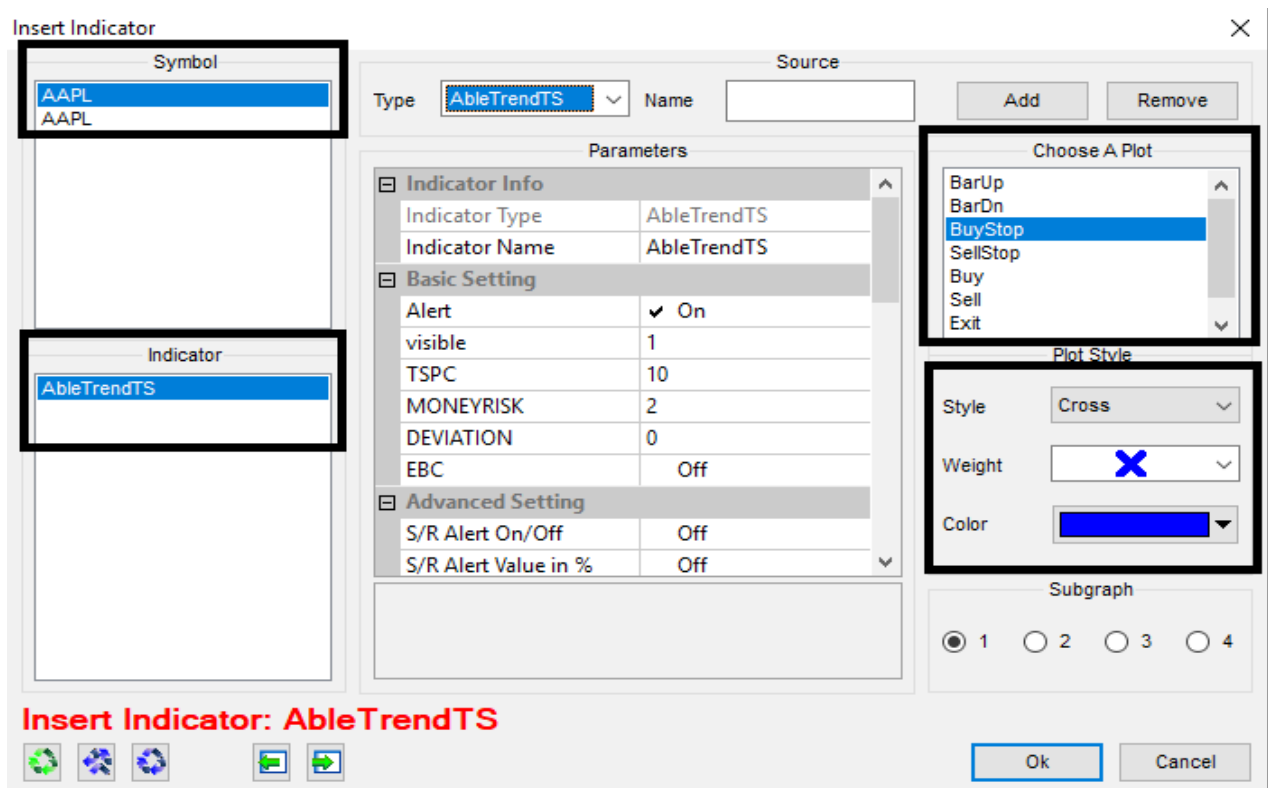 Insert Indicator
Symbol
AAPL
AAPL
Source
Type AbleTrendTS Name Add Remove
Parameters
Indicator Info
Indicator Type AbleTrendTS
Indicator Name AbleTrendTS
Basic Setting
Alert On
visible 1
TSPC 10
MONEYRISK 2
DEVIATION 0
EBC Off
Advanced Setting
S/R Alert On/Off Off
S/R Alert Value in % Off
Choose A Plot
BarUp
BarDn
BuyStop
SellStop
Buy
Sell
Exit
Indicator
AbleTrendTS
Plot Style
Style Cross
Weight
Color
Subgraph
1 2 3 4
Insert Indicator: AbleTrendTS
Ok Cancel